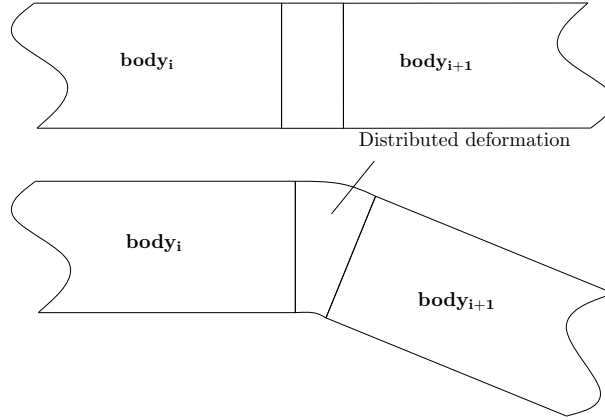 body_i
body_{i+1}
Distributed deformation
body_i
body_{i+1}